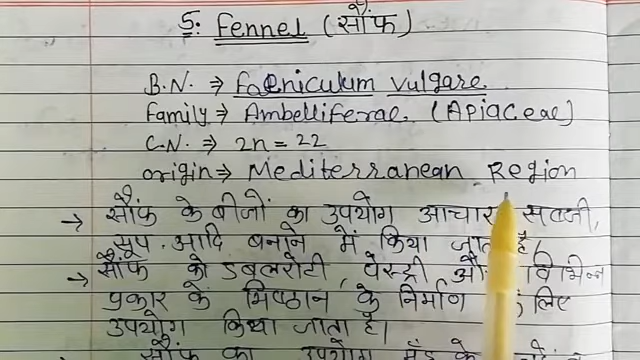 5. Fennel (सौंफ)
B.N. ⇒ Foeniculum vulgare
Family ⇒ Ambelliferae (Apiaceae)
C.N. ⇒ 2n = 22
origin ⇒ Mediterranean Region
→ सौंफ के बीजों का उपयोग आचार सब्जी,
सूप आदि बनाने में किया जाता है।
→ सौंफ को डबलरोटी, पेस्ट्री विभिन्न
प्रकार के मिष्ठान के निर्माण लिए
उपयोग किया जाता है।
सौंफ का उपयोग